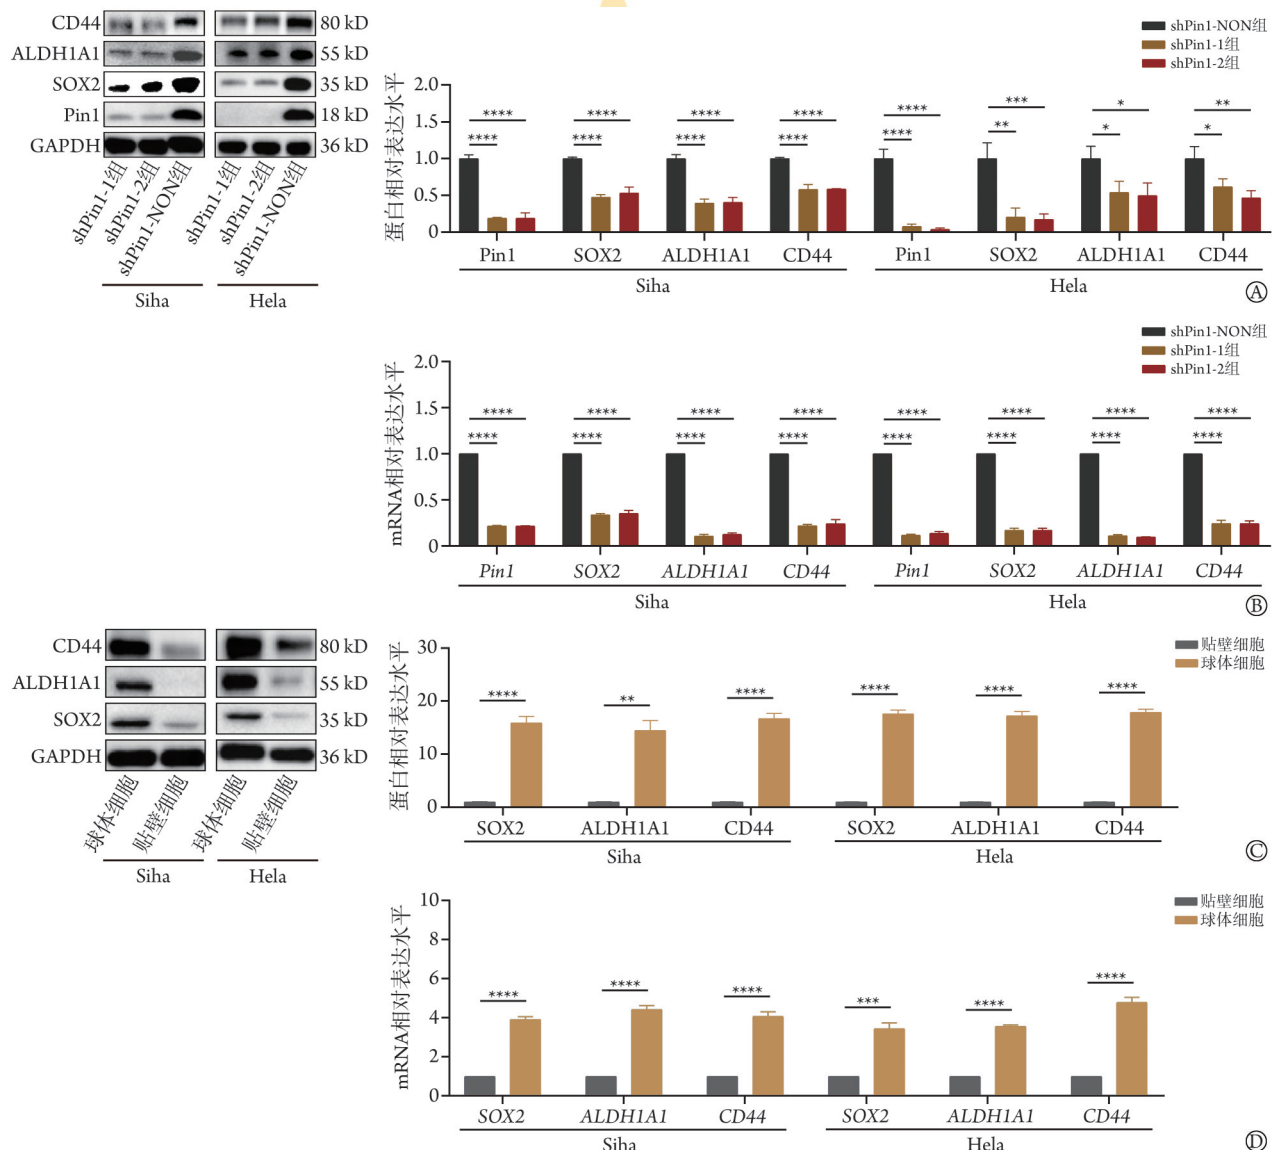 CD44 80 kD
ALDH1A1 55 kD
SOX2 35 kD
Pin1 18 kD
GAPDH 36 kD
shPin1-1组 shPin1-2组 shPin1-NON组 shPin1-1组 shPin1-2组 shPin1-NON组
Siha Hela
shPin1-NON组
shPin1-1组
shPin1-2组
蛋白相对表达水平
2.0
1.5
1.0
0.5
0
**** **** **** **** **** *** * **
**** **** **** **** **** ** * *
Pin1 SOX2 ALDH1A1 CD44 Pin1 SOX2 ALDH1A1 CD44
Siha Hela
Ⓐ
shPin1-NON组
shPin1-1组
shPin1-2组
mRNA相对表达水平
2.0
1.5
1.0
0.5
0
**** **** **** **** **** **** **** ****
**** **** **** **** **** **** **** ****
Pin1 SOX2 ALDH1A1 CD44 Pin1 SOX2 ALDH1A1 CD44
Siha Hela
Ⓑ
CD44 80 kD
ALDH1A1 55 kD
SOX2 35 kD
GAPDH 36 kD
球体细胞 贴壁细胞 球体细胞 贴壁细胞
Siha Hela
贴壁细胞
球体细胞
蛋白相对表达水平
30
20
10
0
**** ** **** **** **** ****
SOX2 ALDH1A1 CD44 SOX2 ALDH1A1 CD44
Siha Hela
Ⓒ
贴壁细胞
球体细胞
mRNA相对表达水平
10
8
6
4
2
0
**** **** **** *** **** ****
SOX2 ALDH1A1 CD44 SOX2 ALDH1A1 CD44
Siha Hela
Ⓓ